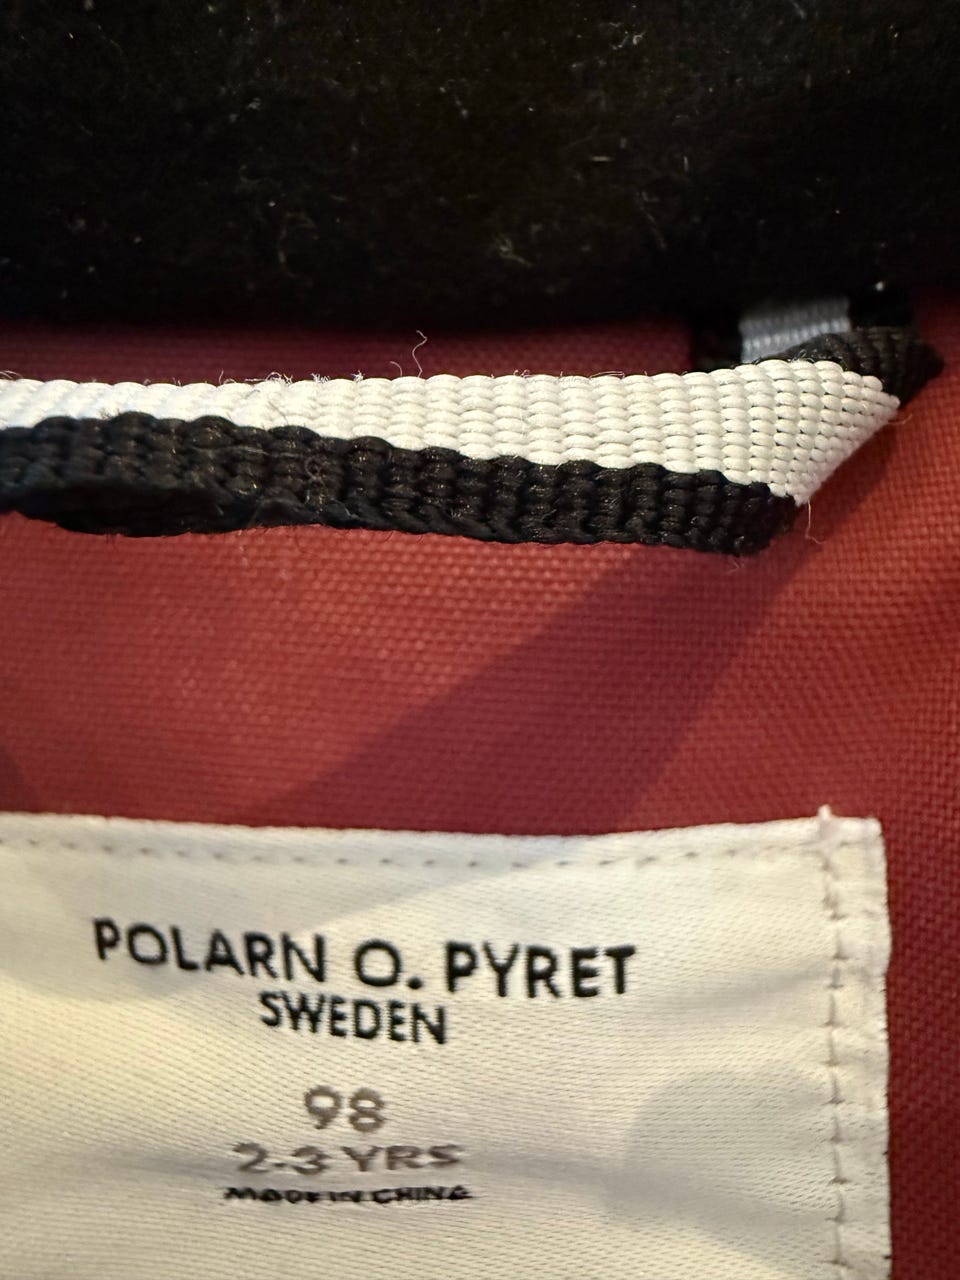 POLARN O. PYRET
SWEDEN
98
2-3 YRS
MADE IN CHINA